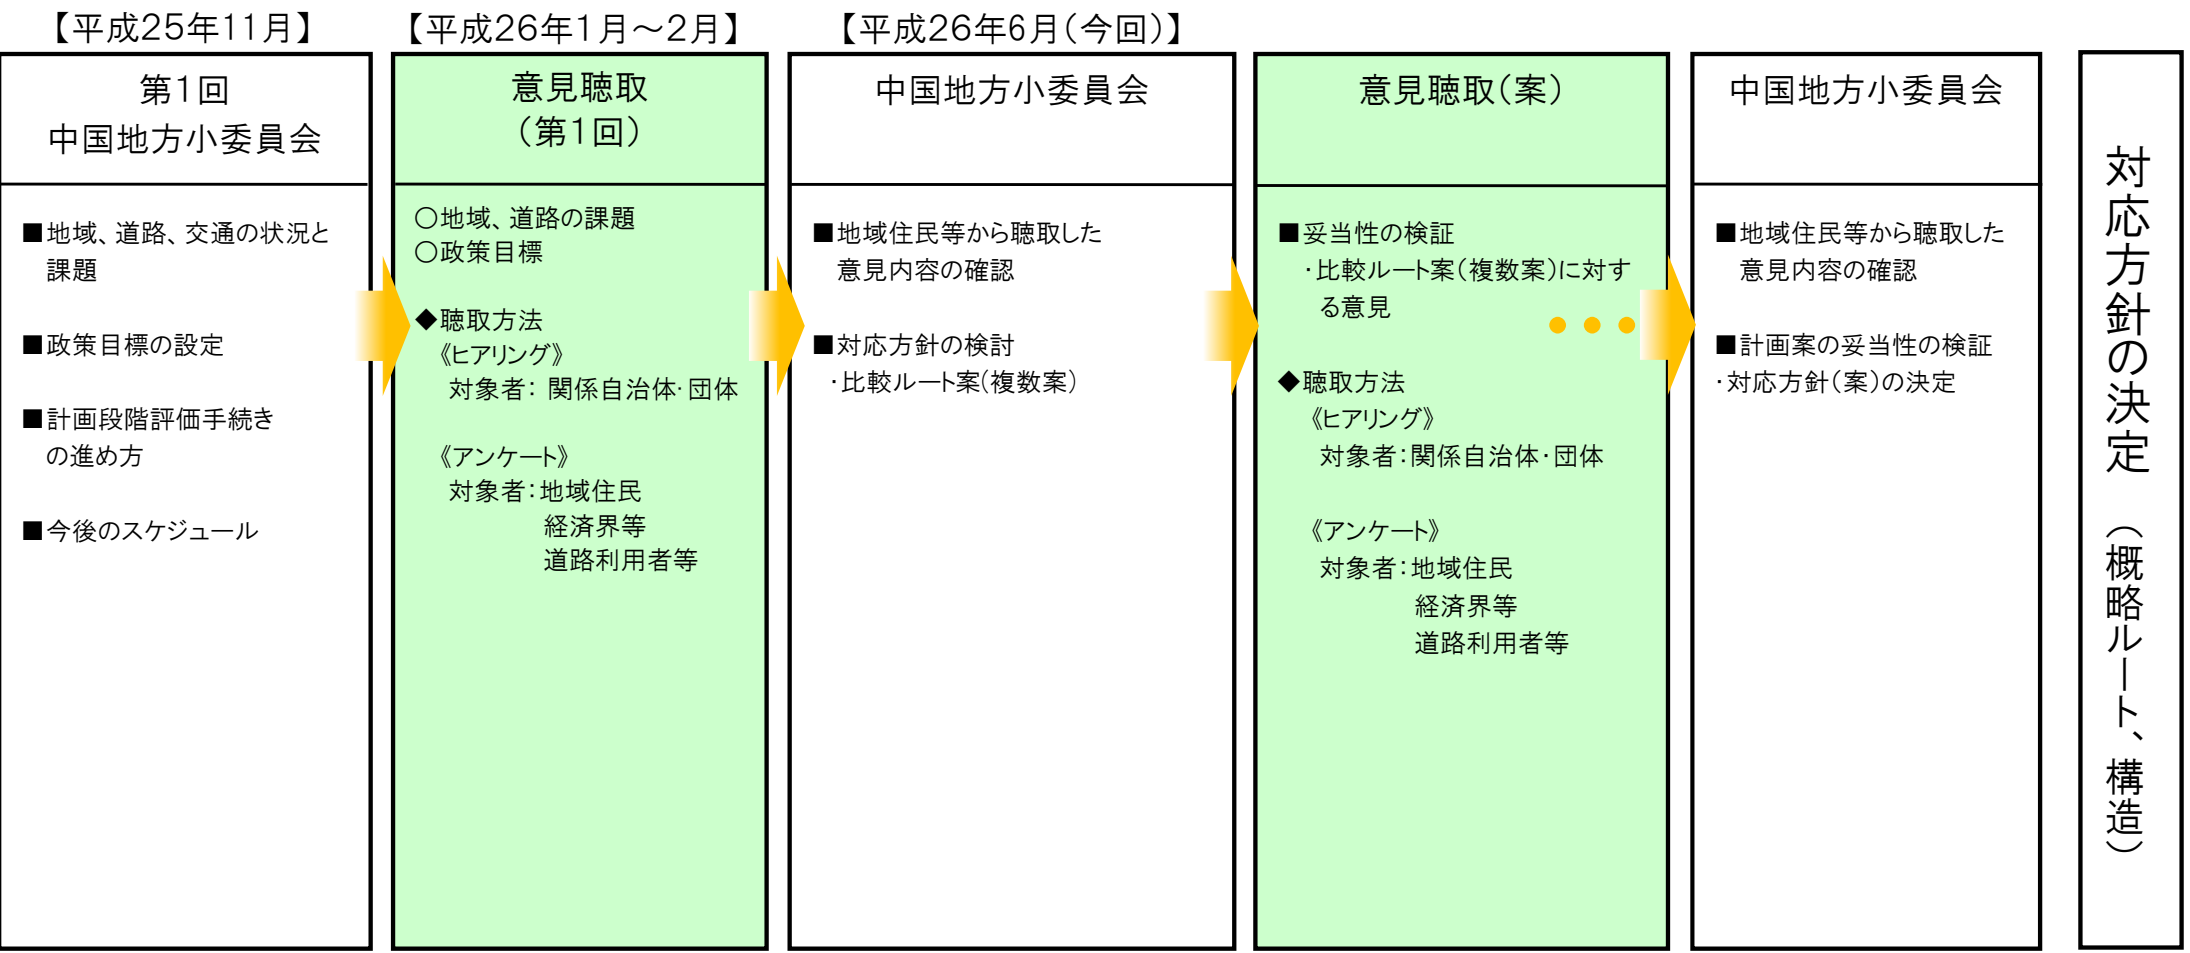 【平成25年11月】
第1回
中国地方小委員会
■地域、道路、交通の状況と
課題
■政策目標の設定
■計画段階評価手続き
の進め方
■今後のスケジュール
【平成26年1月～2月】
意見聴取
（第1回）
○地域、道路の課題
○政策目標
◆聴取方法
《ヒアリング》
対象者： 関係自治体・団体
《アンケート》
対象者：地域住民
経済界等
道路利用者等
【平成26年6月（今回）】
中国地方小委員会
■地域住民等から聴取した
意見内容の確認
■対応方針の検討
・比較ルート案（複数案）
意見聴取（案）
■妥当性の検証
・比較ルート案（複数案）に対す
る意見
◆聴取方法
《ヒアリング》
対象者：関係自治体・団体
《アンケート》
対象者：地域住民
経済界等
道路利用者等
中国地方小委員会
■地域住民等から聴取した
意見内容の確認
■計画案の妥当性の検証
・対応方針（案）の決定
対応方針の決定 （概略ルート、構造）